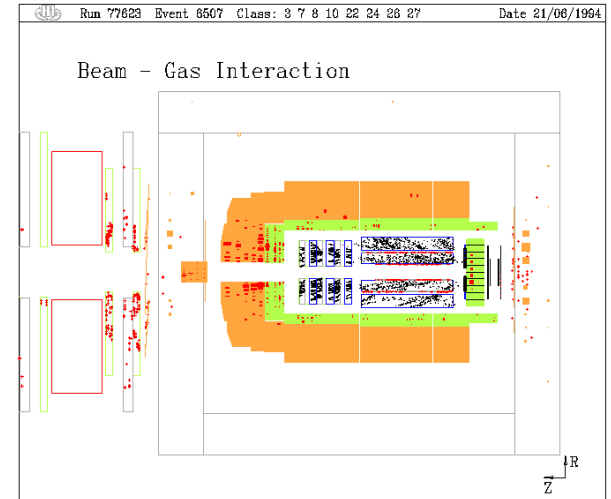 Run 77623 Event 6507 Class: 3 7 8 10 22 24 26 27 Date 21/06/1994
Beam - Gas Interaction
R
Z